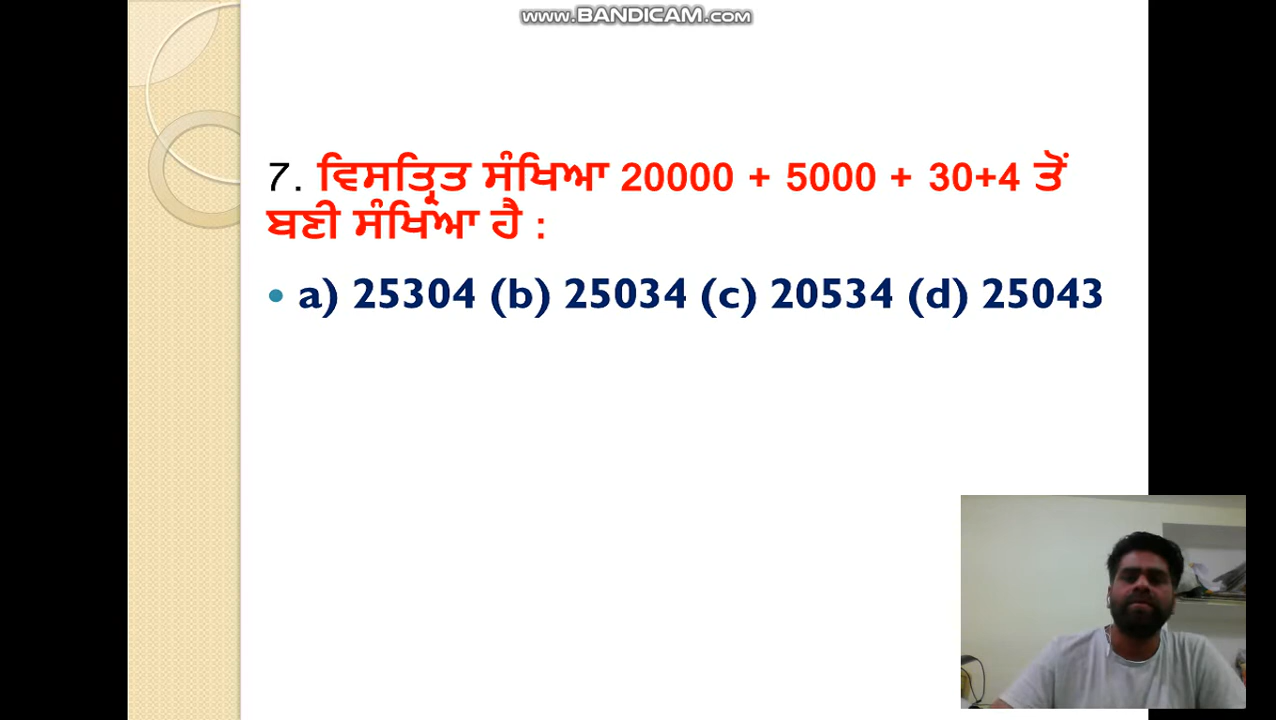 www.BANDICAM.com
7. ਵਿਸਤ੍ਰਿਤ ਸੰਖਿਆ 20000 + 5000 + 30+4 ਤੋਂ
ਬਣੀ ਸੰਖਿਆ ਹੈ :
• a) 25304 (b) 25034 (c) 20534 (d) 25043